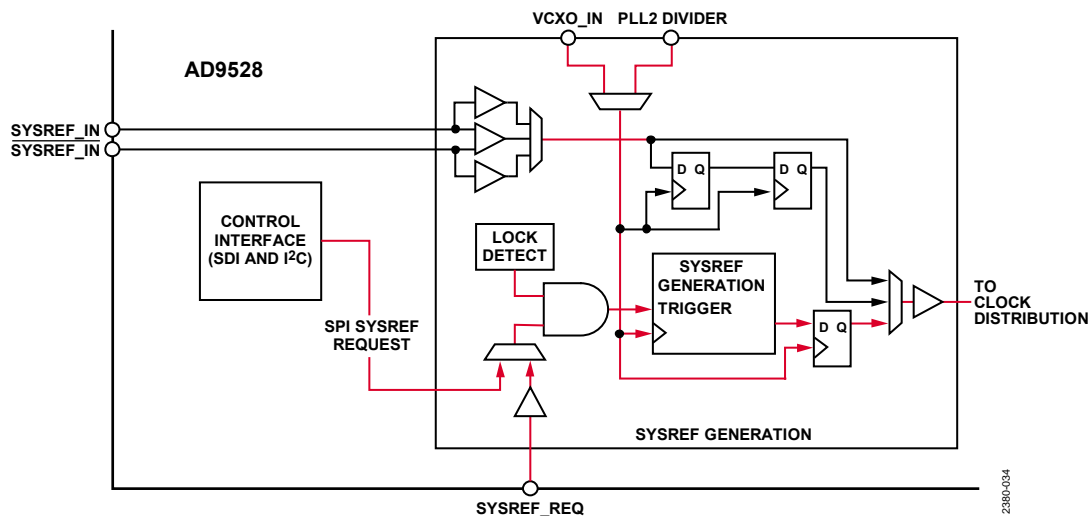 VCXO_IN PLL2 DIVIDER
AD9528
SYSREF_IN
SYSREF_IN
D Q
D Q
CONTROL
INTERFACE
(SDI AND I²C)
LOCK
DETECT
SYSREF
GENERATION
TRIGGER
TO
CLOCK
DISTRIBUTION
D Q
SPI SYSREF
REQUEST
SYSREF GENERATION
SYSREF_REQ
2380-034